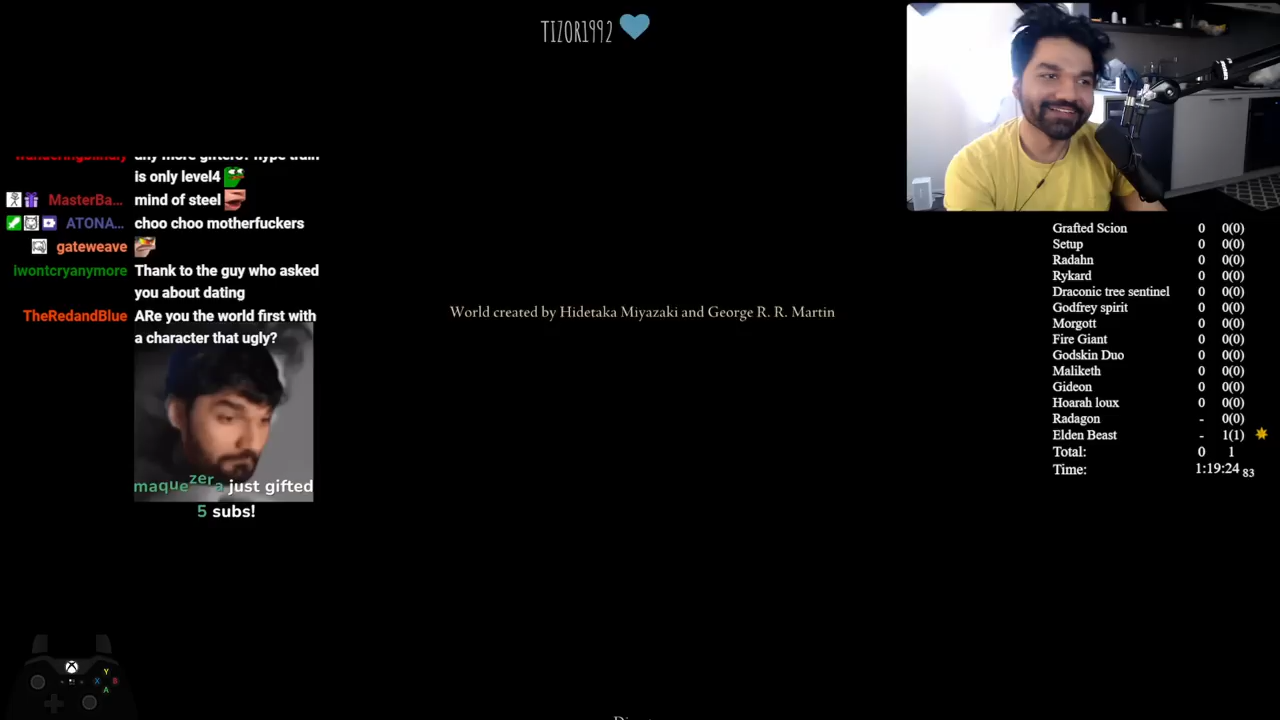 TIZOR1992
wanderingblindly any more gifters? hype train
is only level4
MasterBa... mind of steel
ATONA... choo choo motherfuckers
gateweave
iwontcryanymore Thank to the guy who asked
you about dating
TheRedandBlue ARe you the world first with
a character that ugly?
maquezera just gifted
5 subs!
World created by Hidetaka Miyazaki and George R. R. Martin
Grafted Scion 0 0(0)
Setup 0 0(0)
Radahn 0 0(0)
Rykard 0 0(0)
Draconic tree sentinel 0 0(0)
Godfrey spirit 0 0(0)
Morgott 0 0(0)
Fire Giant 0 0(0)
Godskin Duo 0 0(0)
Maliketh 0 0(0)
Gideon 0 0(0)
Hoarah loux 0 0(0)
Radagon - 0(0)
Elden Beast - 1(1)
Total: 0 1
Time: 1:19:24 83
Y
X B
A